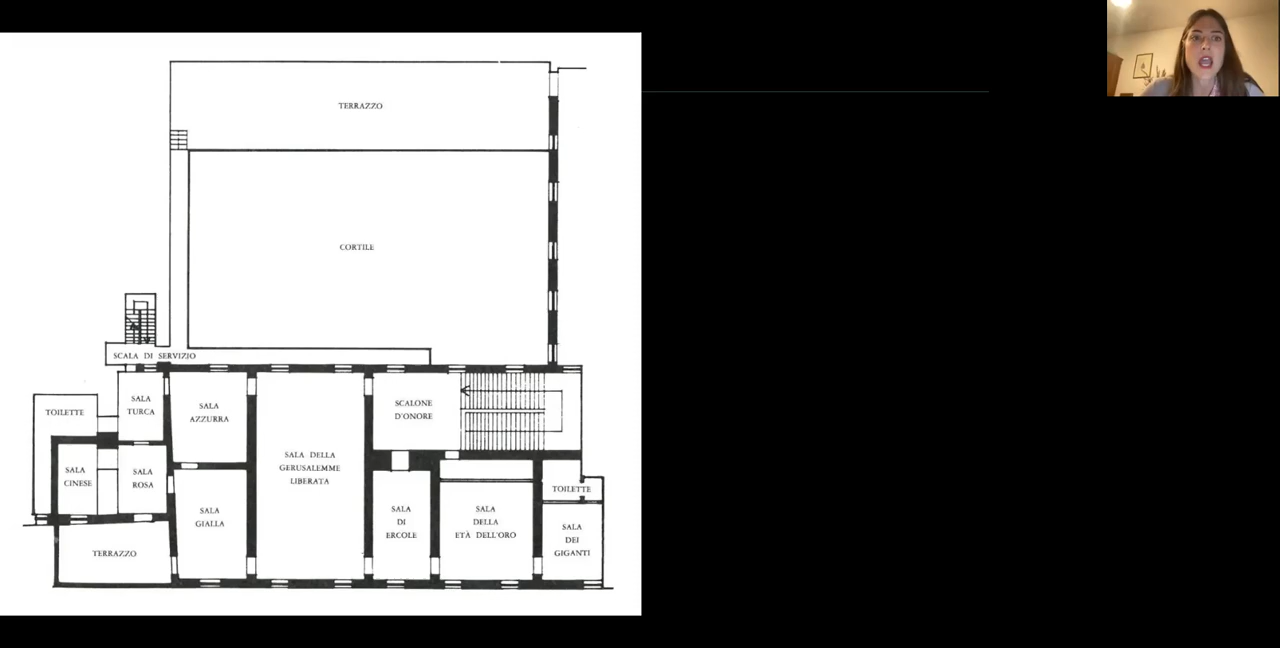 TERRAZZO
CORTILE
SCALA DI SERVIZIO
TOILETTE
SALA
TURCA
SALA
AZZURRA
SCALONE
D'ONORE
SALA DELLA
GERUSALEMME
LIBERATA
SALA
CINESE
SALA
ROSA
SALA
GIALLA
SALA
DI
ERCOLE
SALA
DELLA
ETÀ DELL'ORO
TOILETTE
SALA
DEI
GIGANTI
TERRAZZO